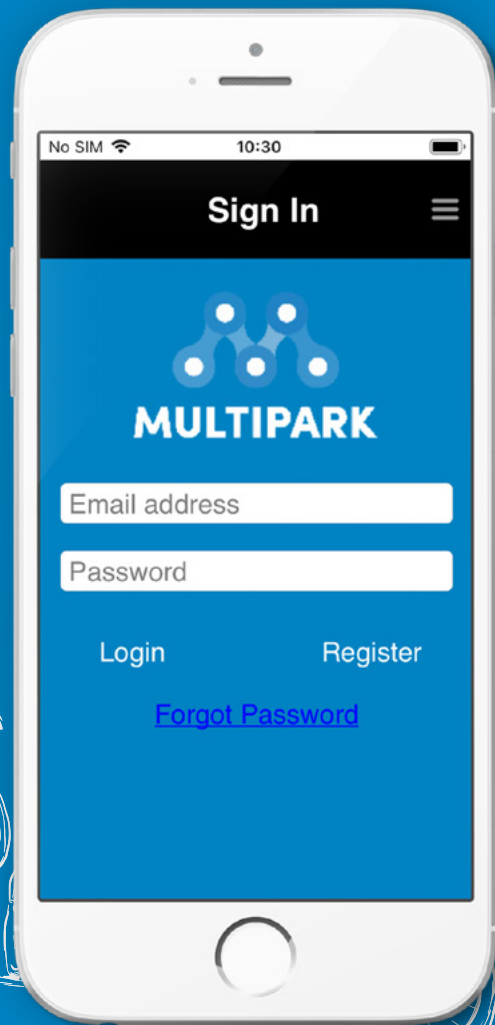 No SIM 10:30
Sign In
MULTIPARK
Email address
Password
Login Register
Forgot Password